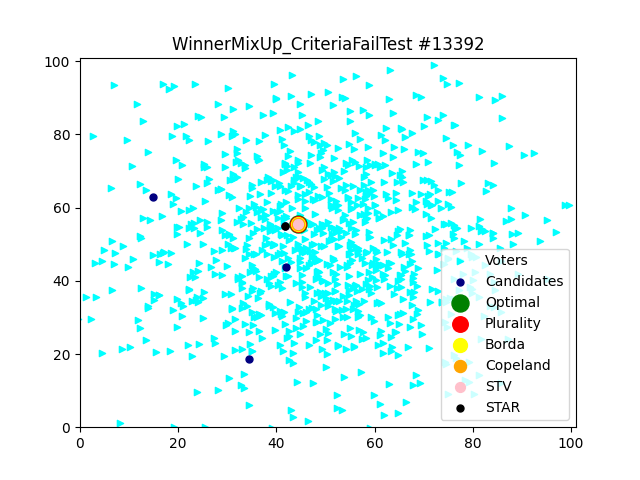 WinnerMixUp_CriteriaFailTest #13392
100
80
60
40
20
0
0 20 40 60 80 100
Voters
Candidates
Optimal
Plurality
Borda
Copeland
STV
STAR